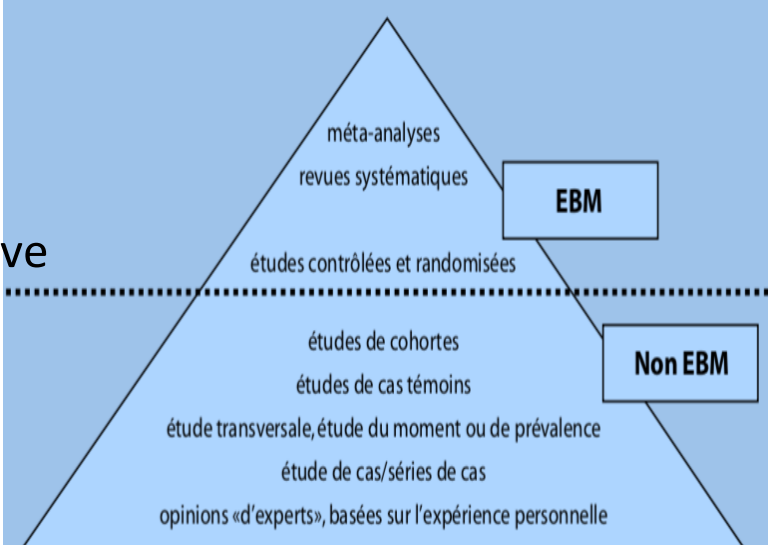 méta-analyses
revues systématiques
EBM
ve
études contrôlées et randomisées
études de cohortes
Non EBM
études de cas témoins
étude transversale, étude du moment ou de prévalence
étude de cas/séries de cas
opinions «d'experts», basées sur l'expérience personnelle